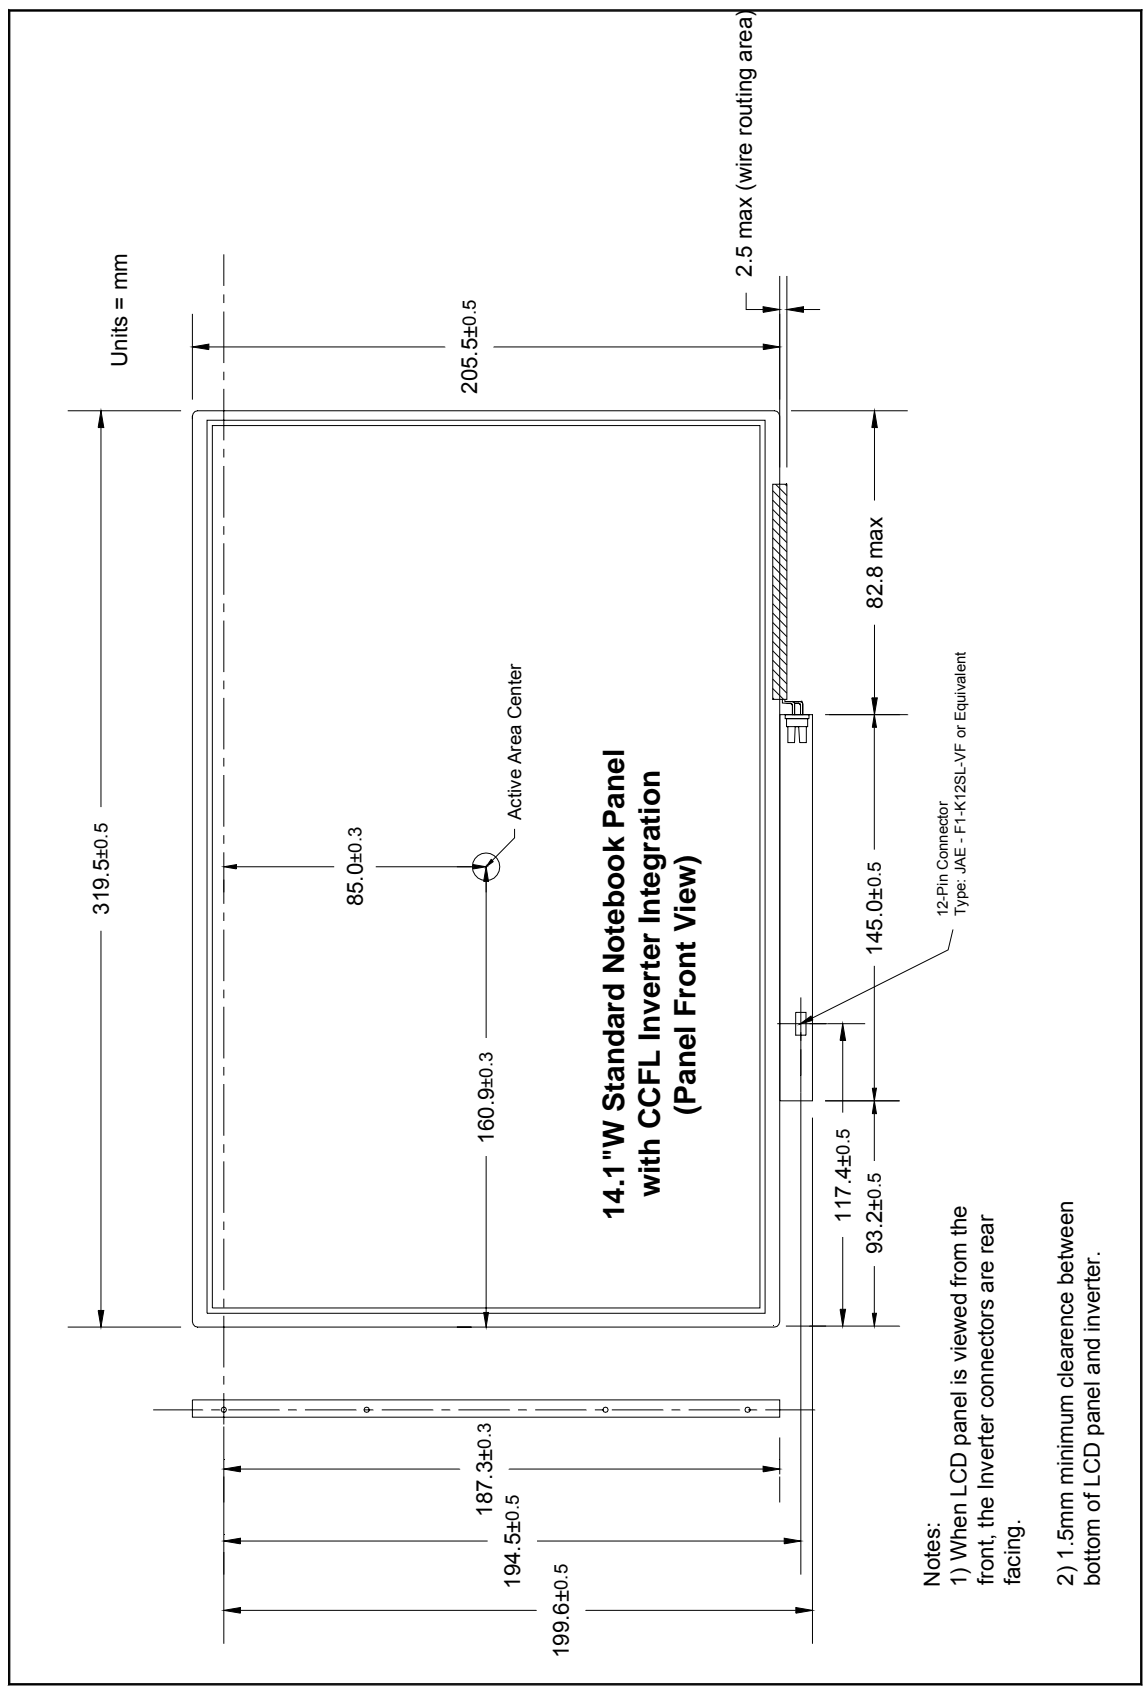 Units = mm
319.5±0.5
205.5±0.5
2.5 max (wire routing area)
85.0±0.3
Active Area Center
160.9±0.3
14.1"W Standard Notebook Panel
with CCFL Inverter Integration
(Panel Front View)
82.8 max
145.0±0.5
12-Pin Connector
Type: JAE - F1-K12SL-VF or Equivalent
117.4±0.5
93.2±0.5
187.3±0.3
194.5±0.5
199.6±0.5
Notes:
1) When LCD panel is viewed from the
front, the Inverter connectors are rear
facing.
2) 1.5mm minimum clearence between
bottom of LCD panel and inverter.